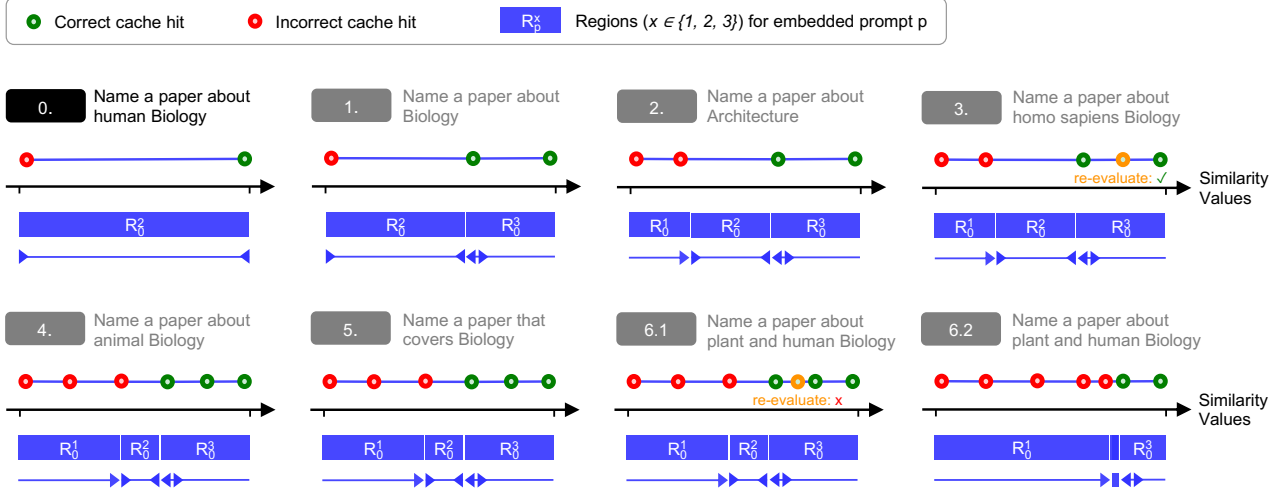 Correct cache hit
Incorrect cache hit
R_p^x Regions (x ∈ {1, 2, 3}) for embedded prompt p
0. Name a paper about
human Biology
1. Name a paper about
Biology
2. Name a paper about
Architecture
3. Name a paper about
homo sapiens Biology
re-evaluate: ✓
Similarity
Values
R_0^2
R_0^2 R_0^3
R_0^1 R_0^2 R_0^3
R_0^1 R_0^2 R_0^3
4. Name a paper about
animal Biology
5. Name a paper that
covers Biology
6.1 Name a paper about
plant and human Biology
6.2 Name a paper about
plant and human Biology
re-evaluate: x
Similarity
Values
R_0^1 R_0^2 R_0^3
R_0^1 R_0^2 R_0^3
R_0^1 R_0^2 R_0^3
R_0^1 R_0^3